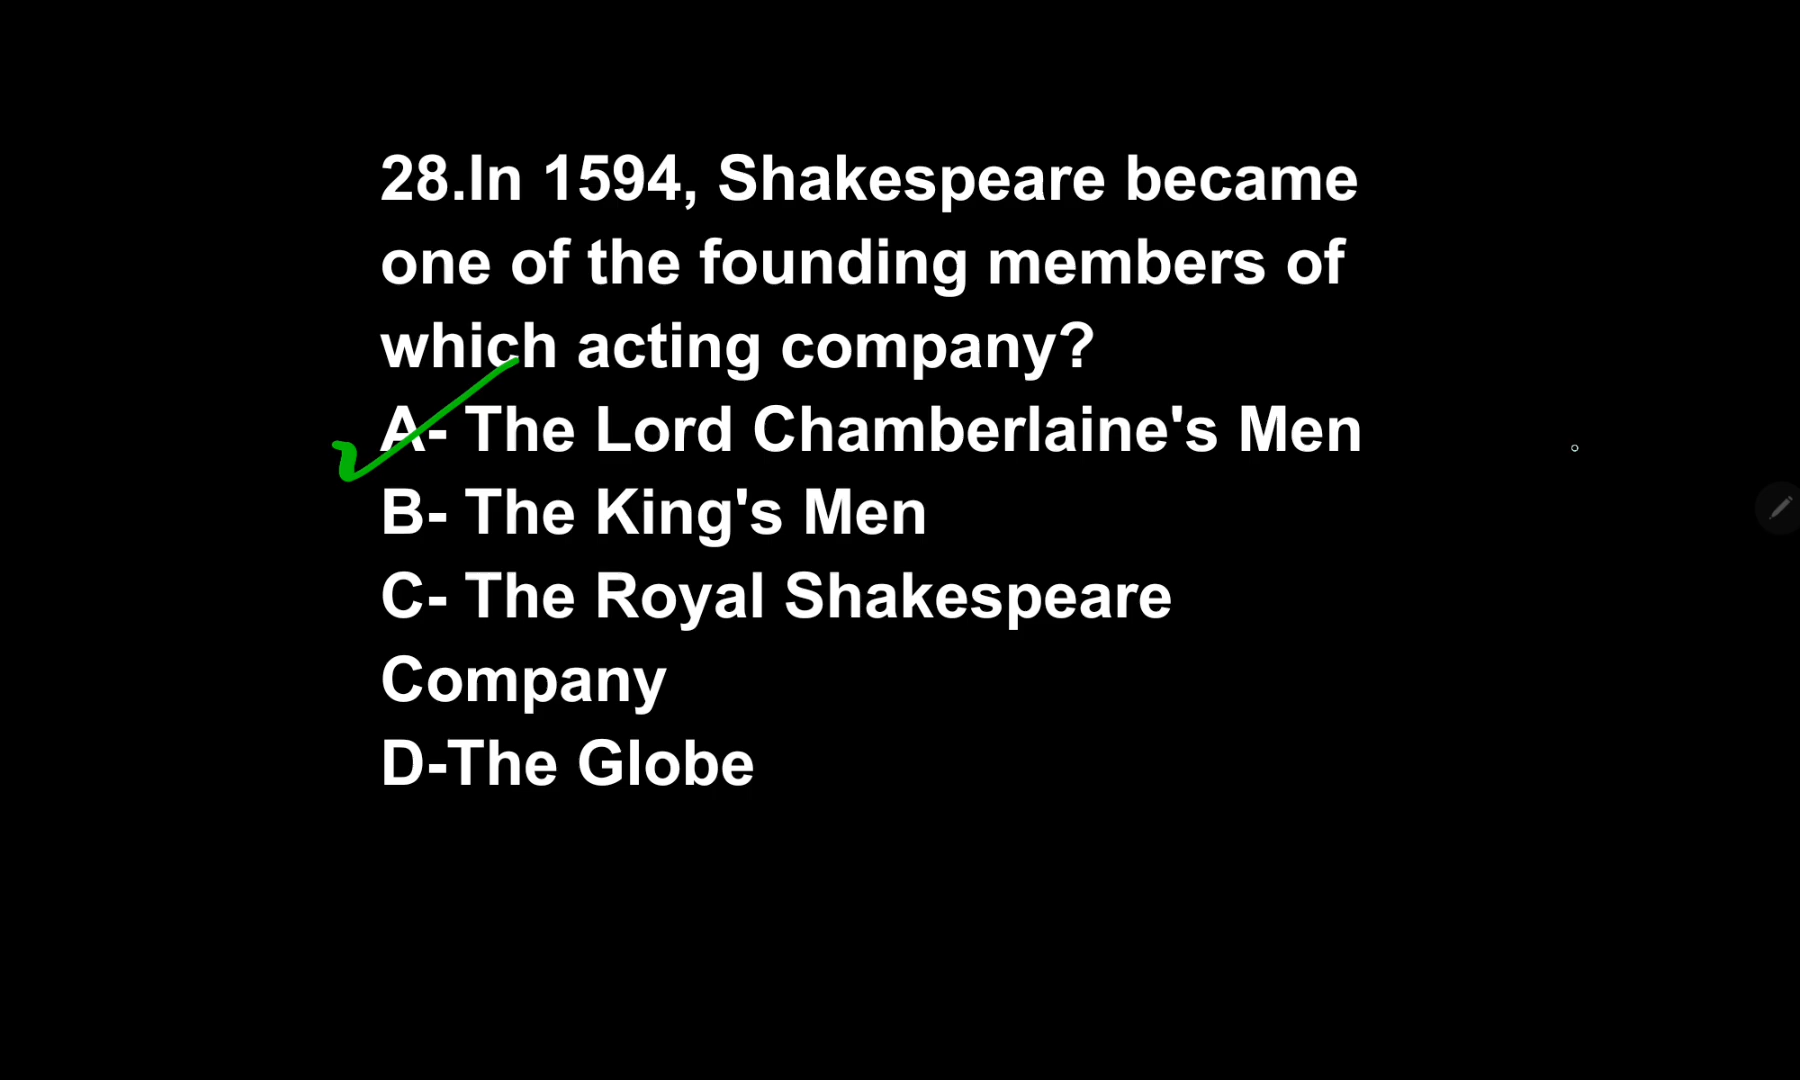 28.In 1594, Shakespeare became
one of the founding members of
which acting company?
A- The Lord Chamberlaine's Men
B- The King's Men
C- The Royal Shakespeare
Company
D-The Globe